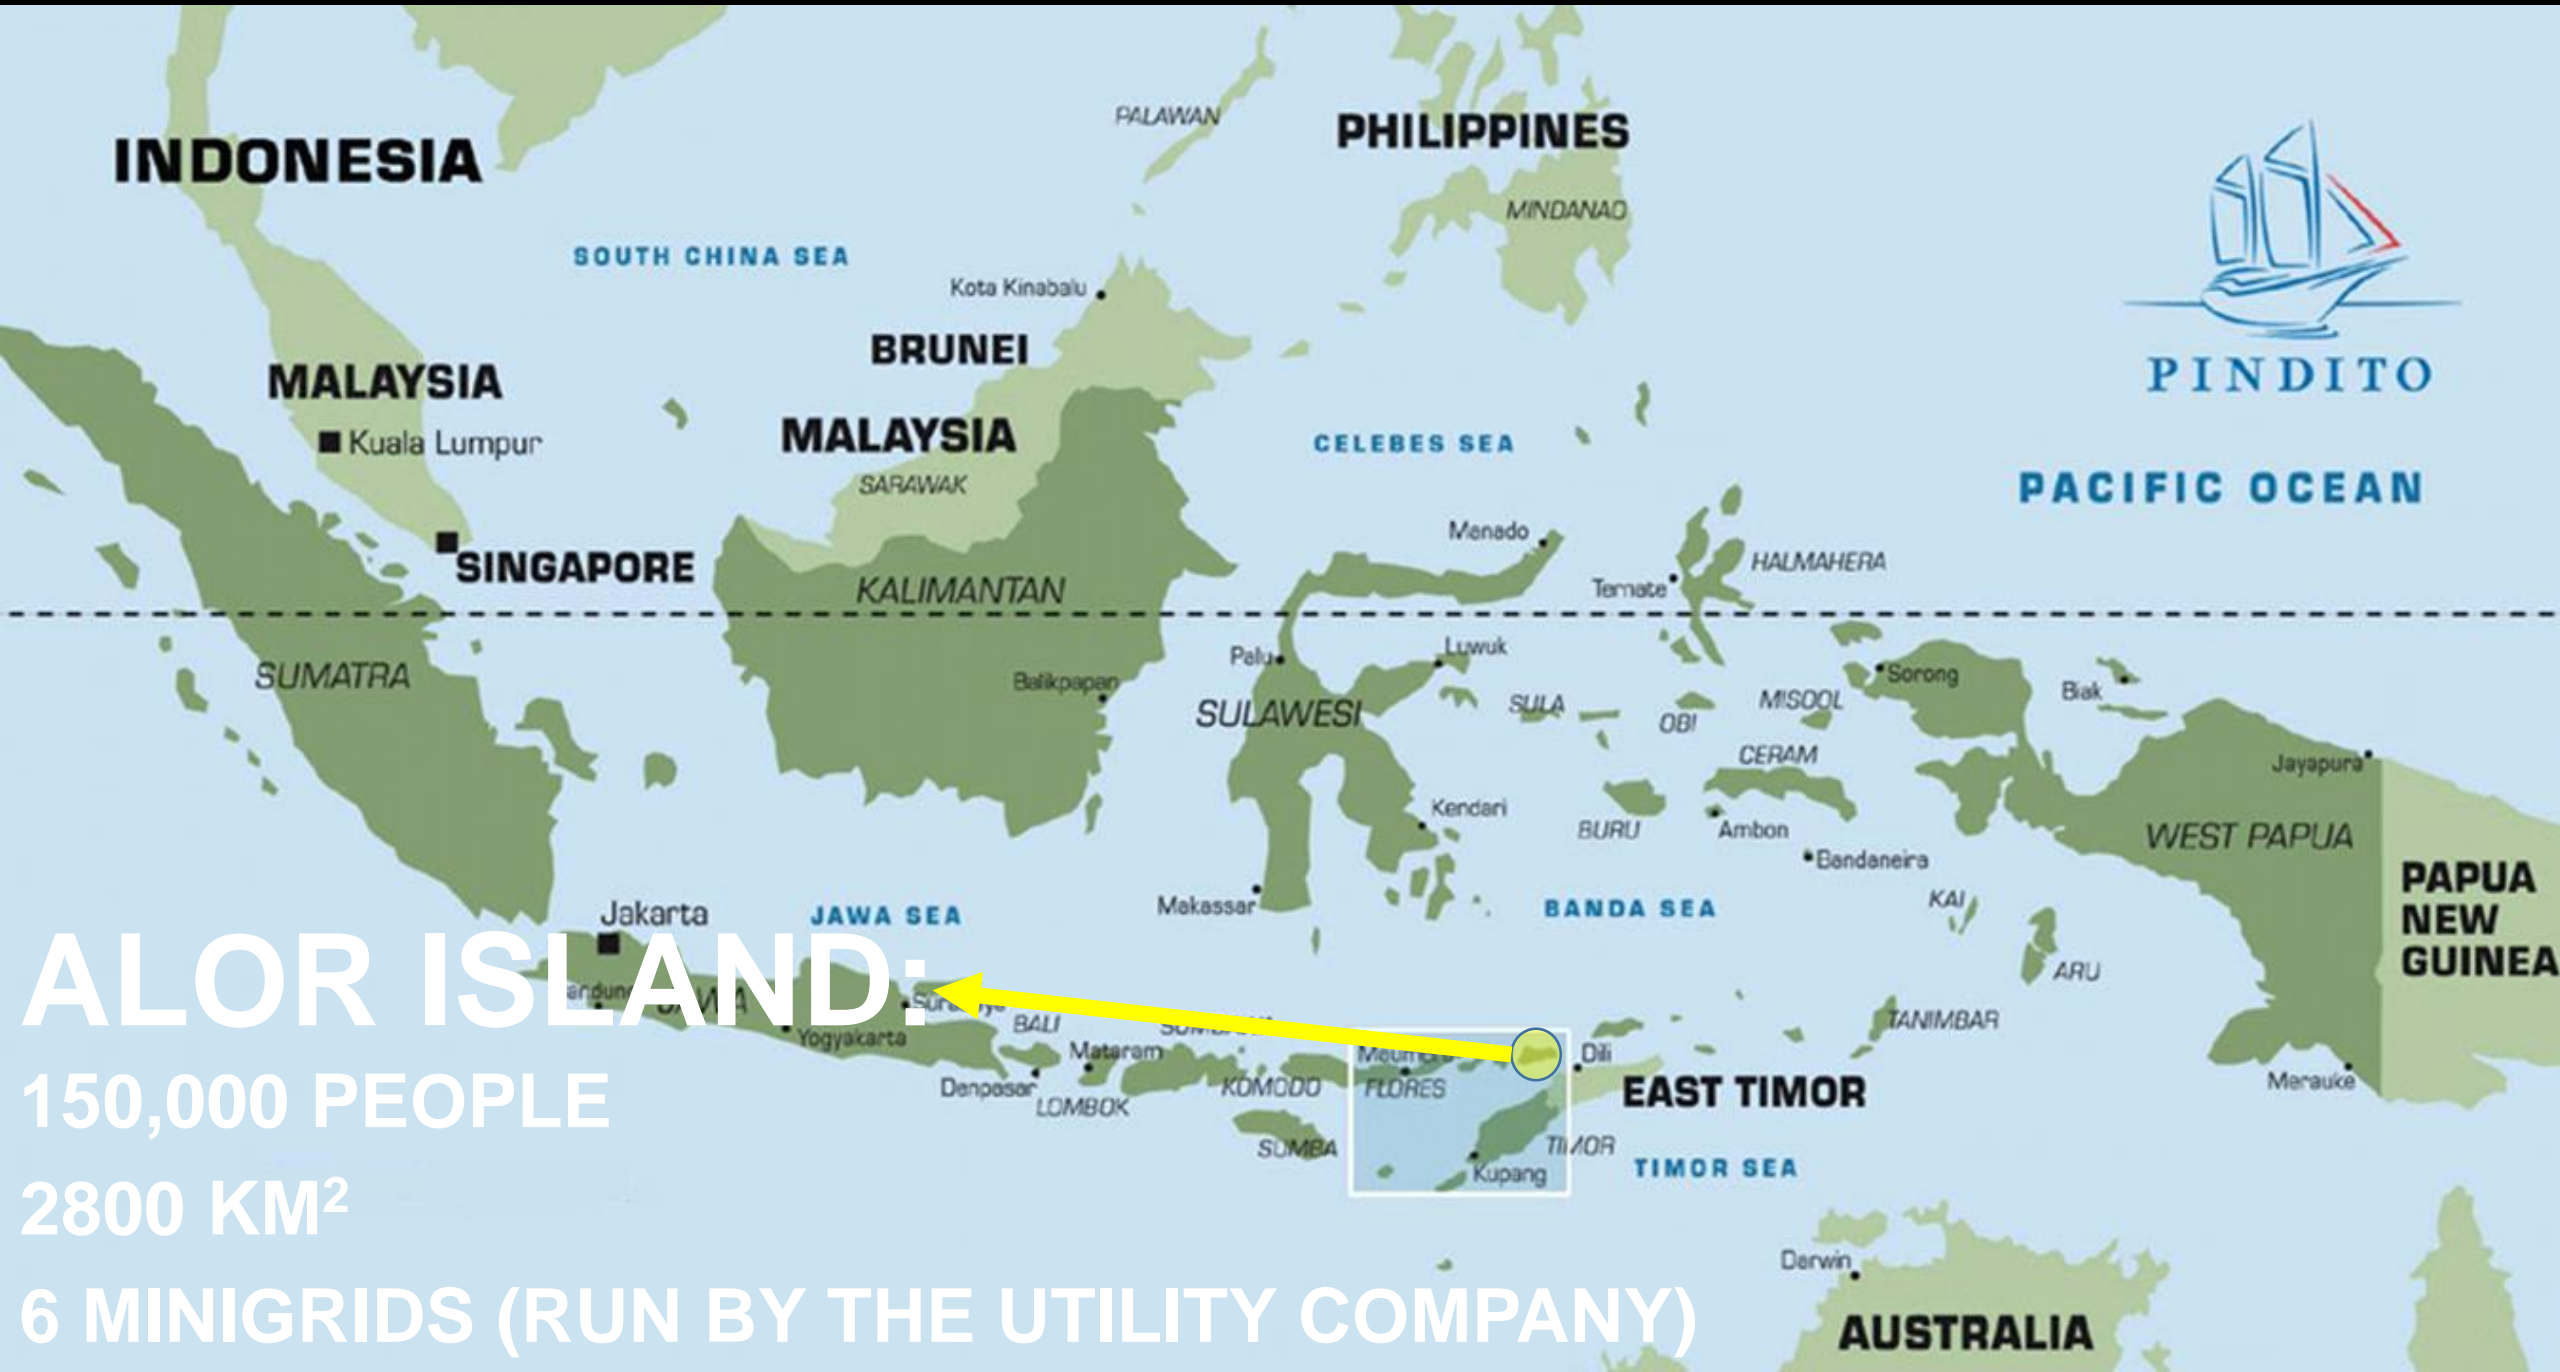 PALAWAN
PHILIPPINES
INDONESIA
MINDANAO
SOUTH CHINA SEA
Kota Kinabalu
BRUNEI
PINDITO
MALAYSIA
MALAYSIA
Kuala Lumpur
CELEBES SEA
SARAWAK
PACIFIC OCEAN
Manado
SINGAPORE
HALMAHERA
KALIMANTAN
Ternate
Luwuk
Palu
SUMATRA
Sorong
Balikpapan
Biak
SULAWESI
SULA
MISOOL
OBI
CERAM
Jayapura
Kendari
BURU
Ambon
WEST PAPUA
Bandaneira
PAPUA
NEW
GUINEA
Makassar
KAI
Jakarta
JAWA SEA
BANDA SEA
ARU
ALOR ISLAND:
BALI
TANIMBAR
Yogyakarta
Mataram
Dili
Denpasar
LOMBOK
KOMODO
FLORES
EAST TIMOR
Merauke
150,000 PEOPLE
SUMBA
TIMOR
Kupang
TIMOR SEA
2800 KM²
Darwin
6 MINIGRIDS (RUN BY THE UTILITY COMPANY)
AUSTRALIA